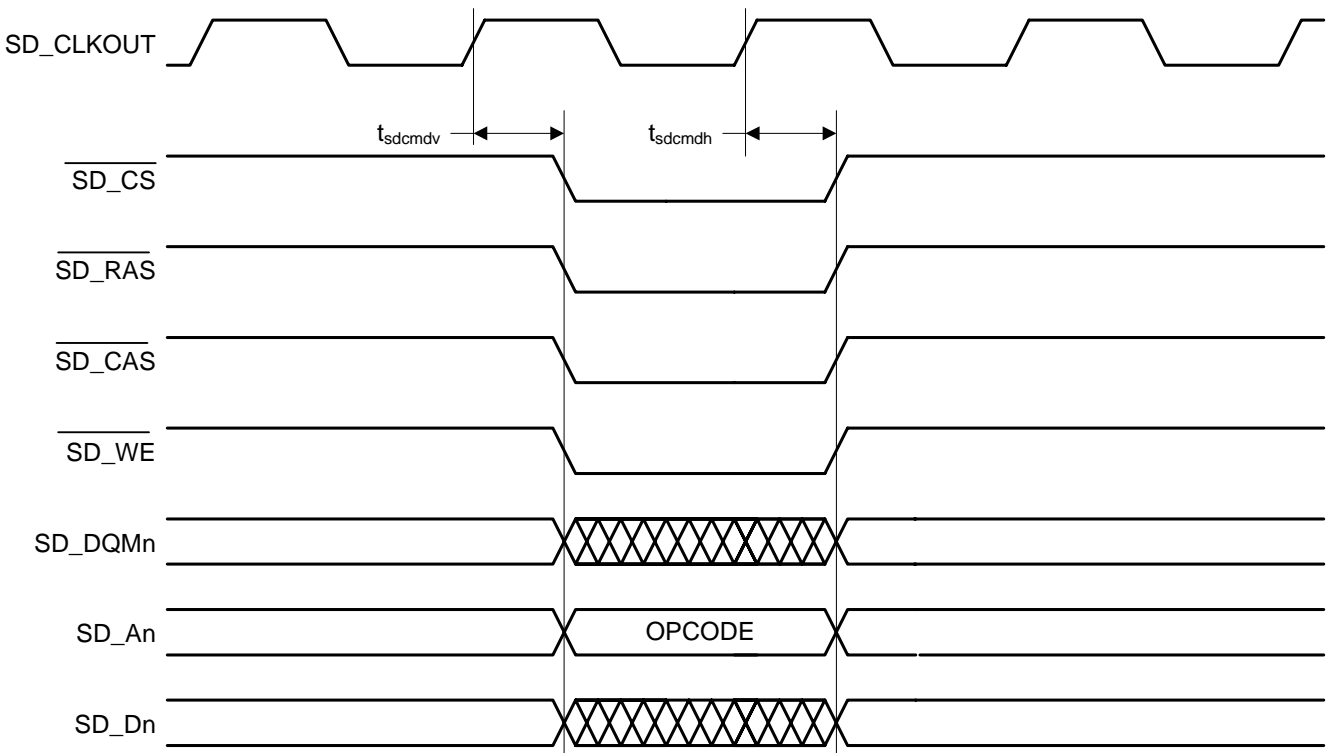 SD_CLKOUT
tsdcmdv
tsdcmdh
SD_CS
SD_RAS
SD_CAS
SD_WE
SD_DQMn
SD_An
OPCODE
SD_Dn